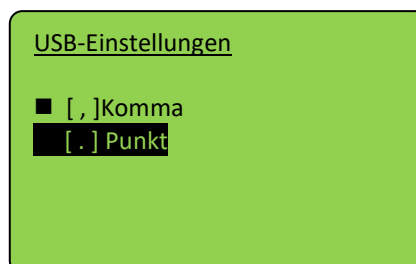 USB-Einstellungen
■ [ , ]Komma
[ . ] Punkt